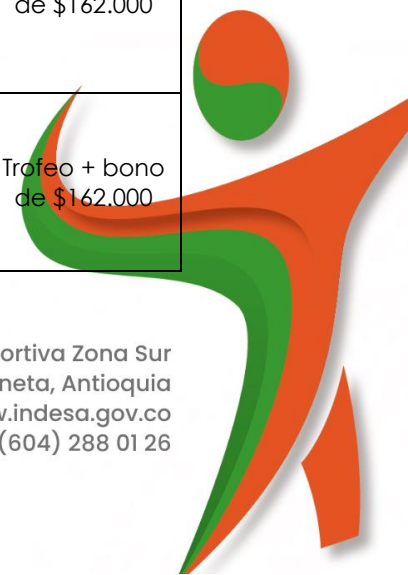 de $162.000
Trofeo + bono
de $162.000
ortiva Zona Sur
neta, Antioquia
w.indesa.gov.co
(604) 288 01 26